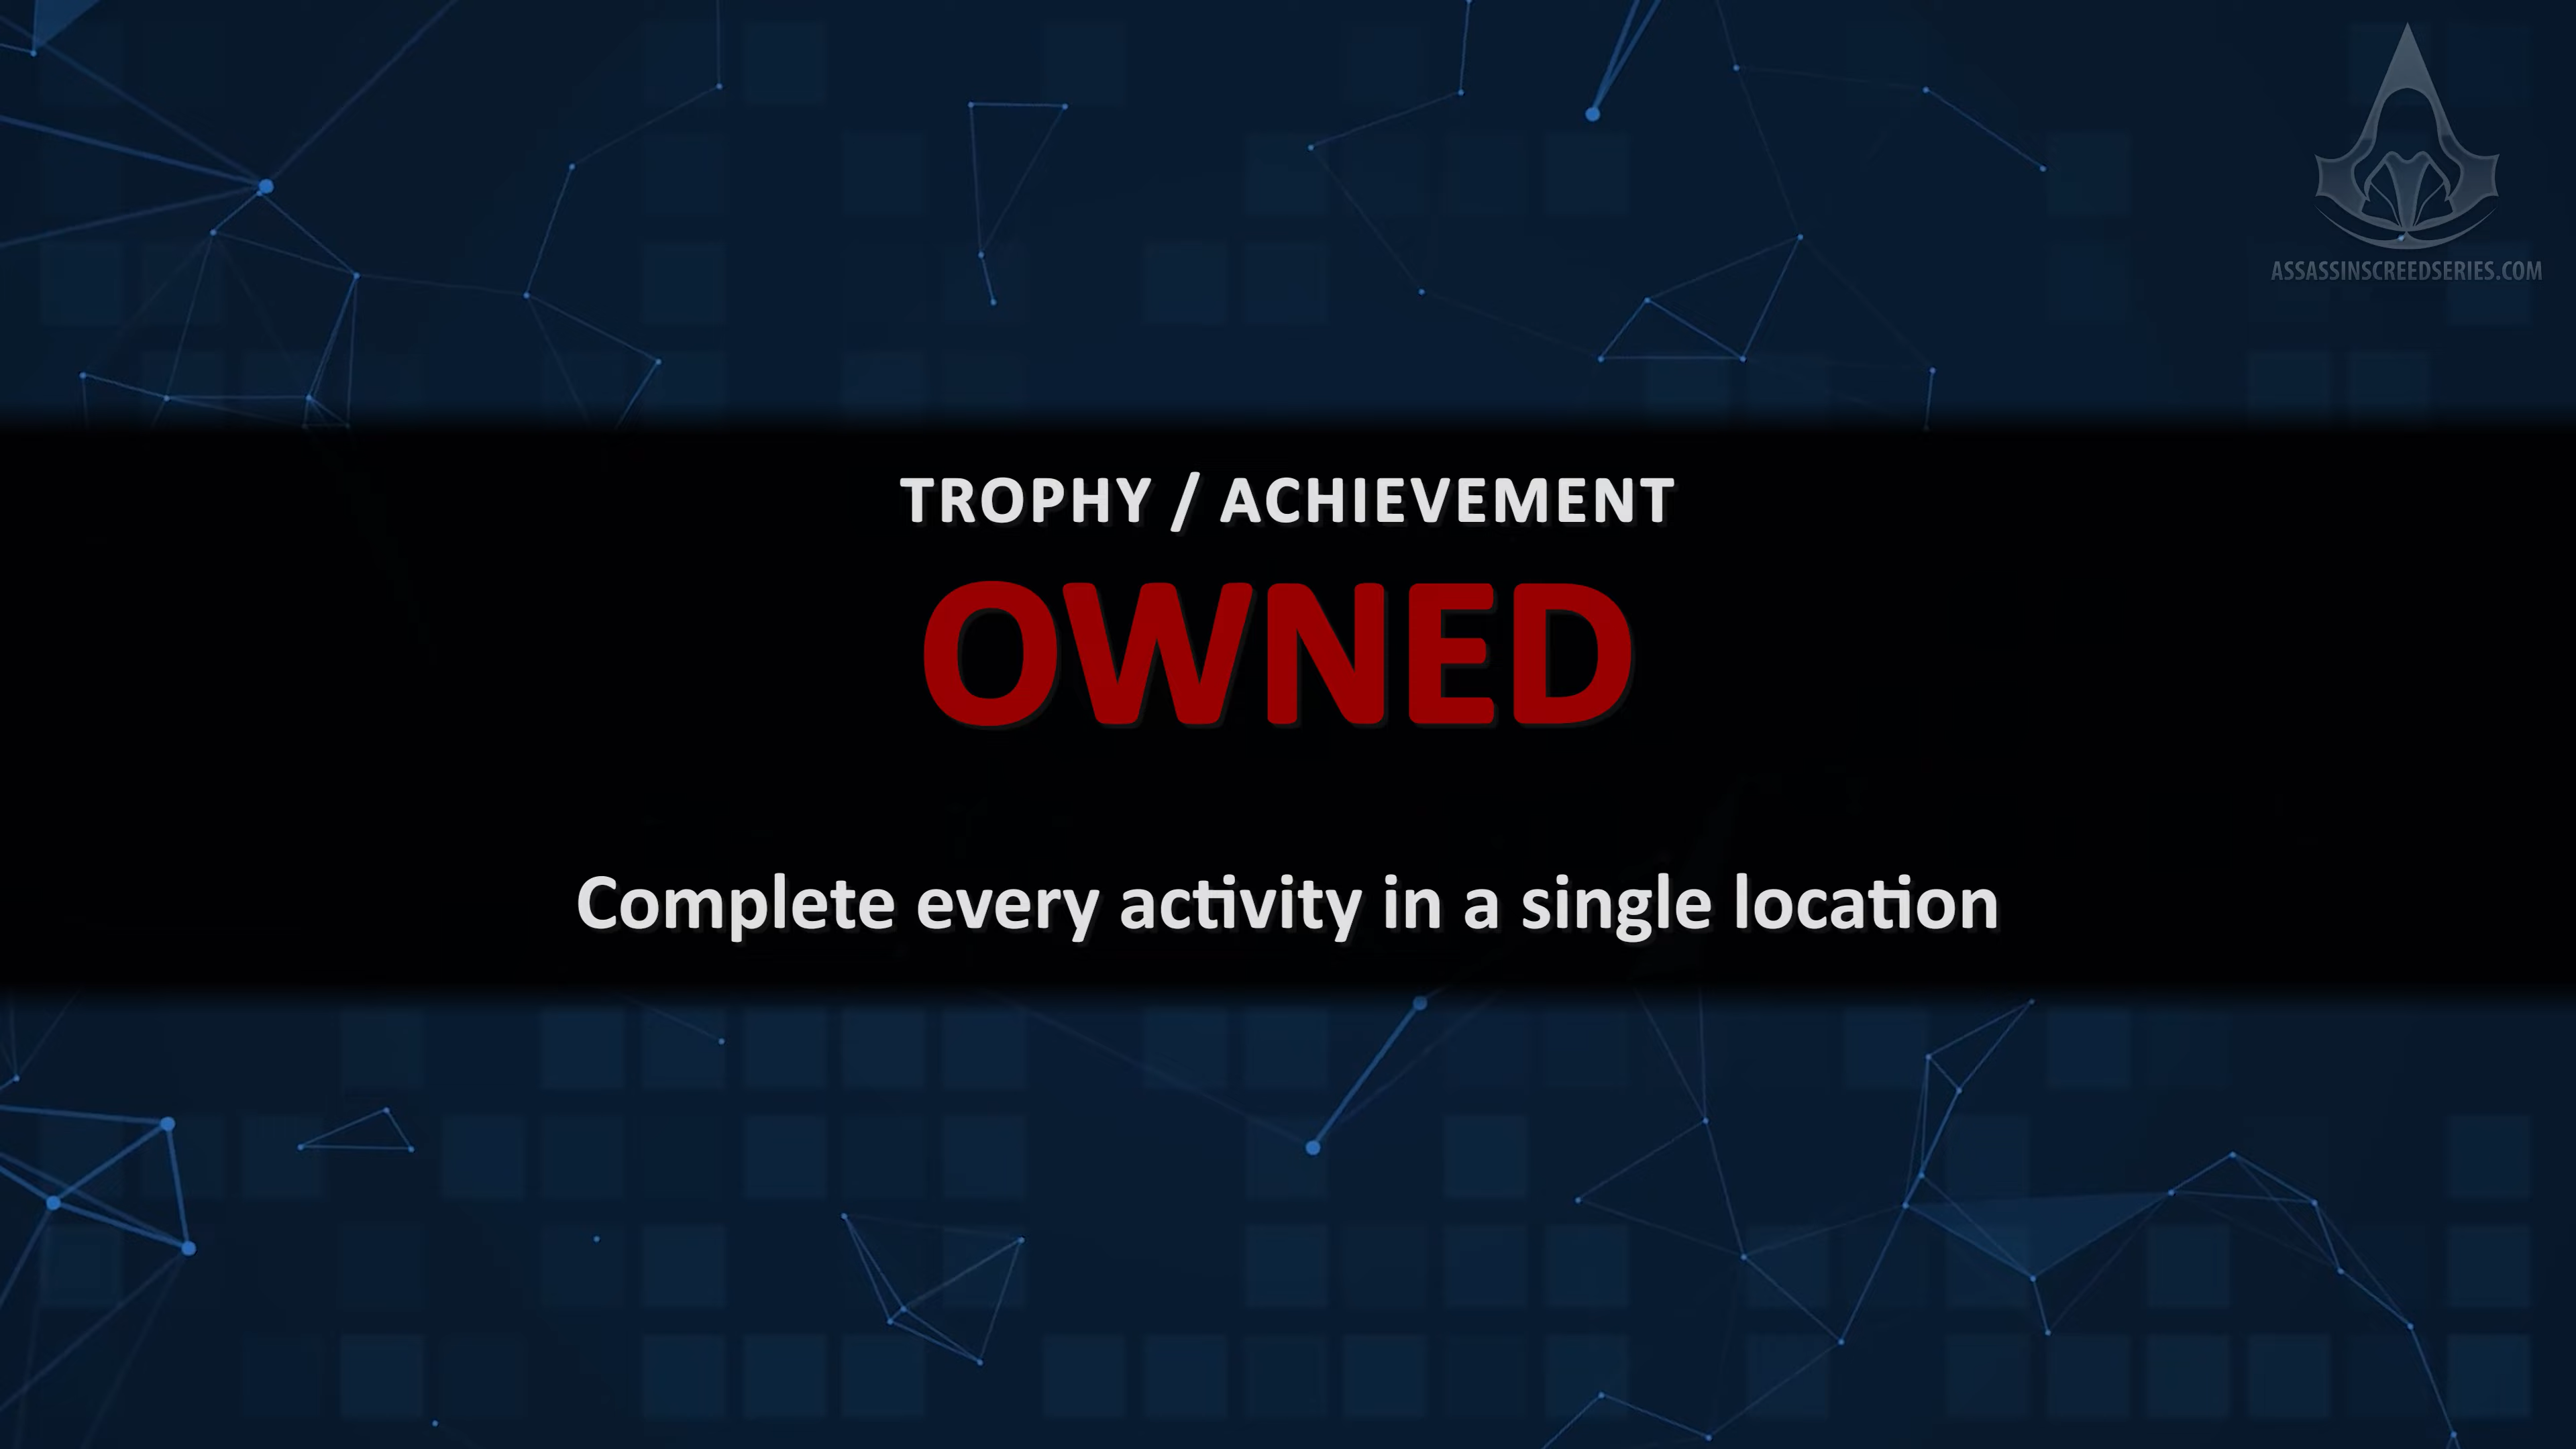 ASSASSINSCREEDSERIES.COM
TROPHY / ACHIEVEMENT
OWNED
Complete every activity in a single location